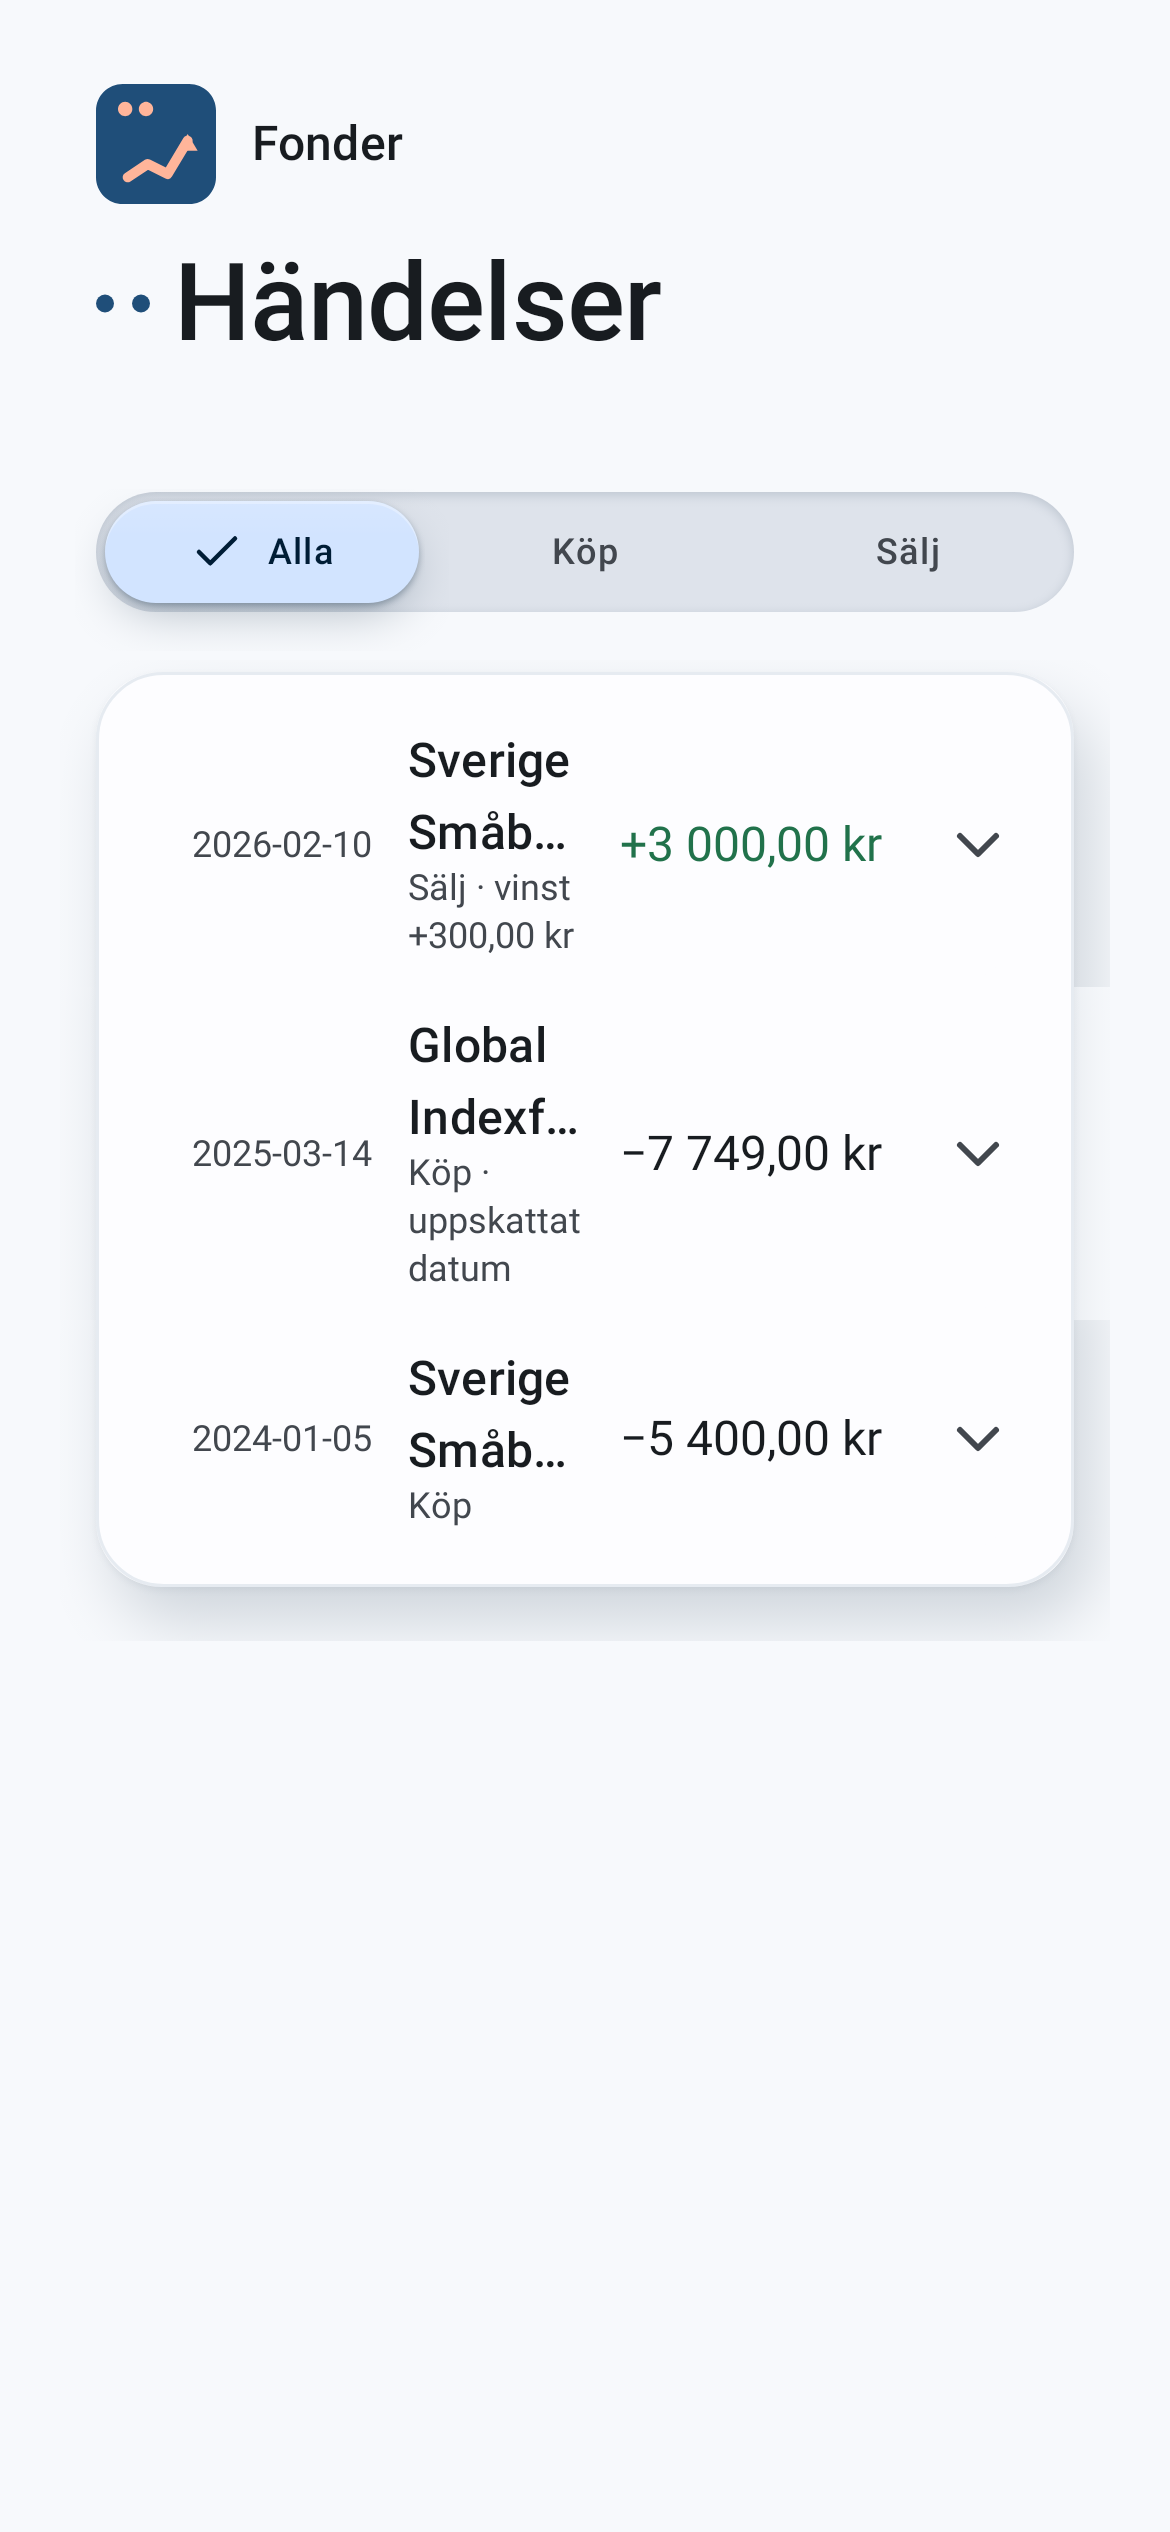 Fonder
Händelser
Alla
Köp
Sälj
2026-02-10
Sverige
Småb…
Sälj · vinst
+300,00 kr
+3 000,00 kr
2025-03-14
Global
Indexf…
Köp ·
uppskattat
datum
−7 749,00 kr
2024-01-05
Sverige
Småb…
Köp
−5 400,00 kr